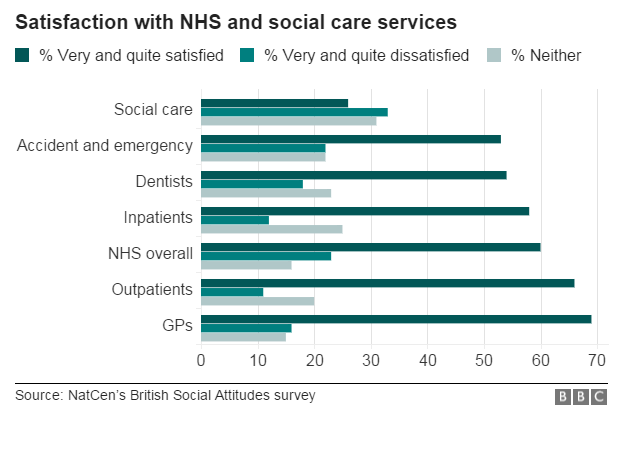 Satisfaction with NHS and social care services
% Very and quite satisfied % Very and quite dissatisfied % Neither
Social care
Accident and emergency
Dentists
Inpatients
NHS overall
Outpatients
GPs
0 10 20 30 40 50 60 70
Source: NatCen's British Social Attitudes survey BBC